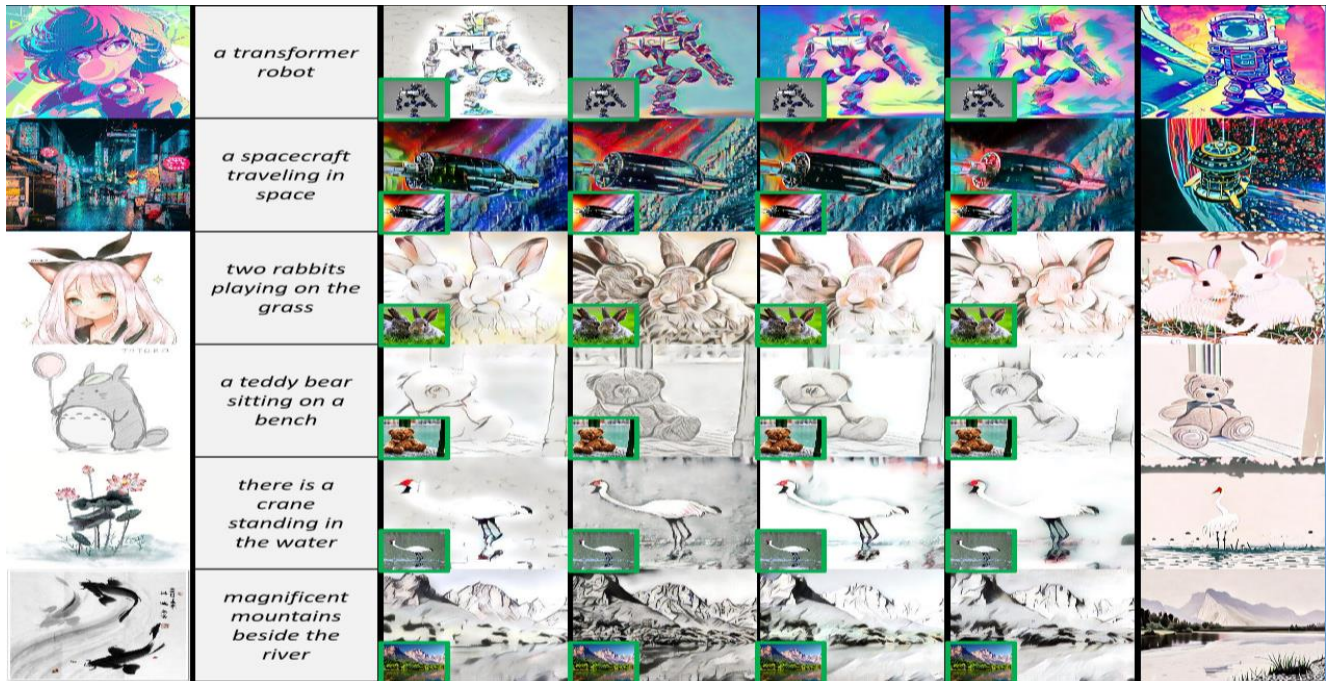 a transformer
robot
a spacecraft
traveling in
space
two rabbits
playing on the
grass
a teddy bear
sitting on a
bench
there is a
crane
standing in
the water
magnificent
mountains
beside the
river